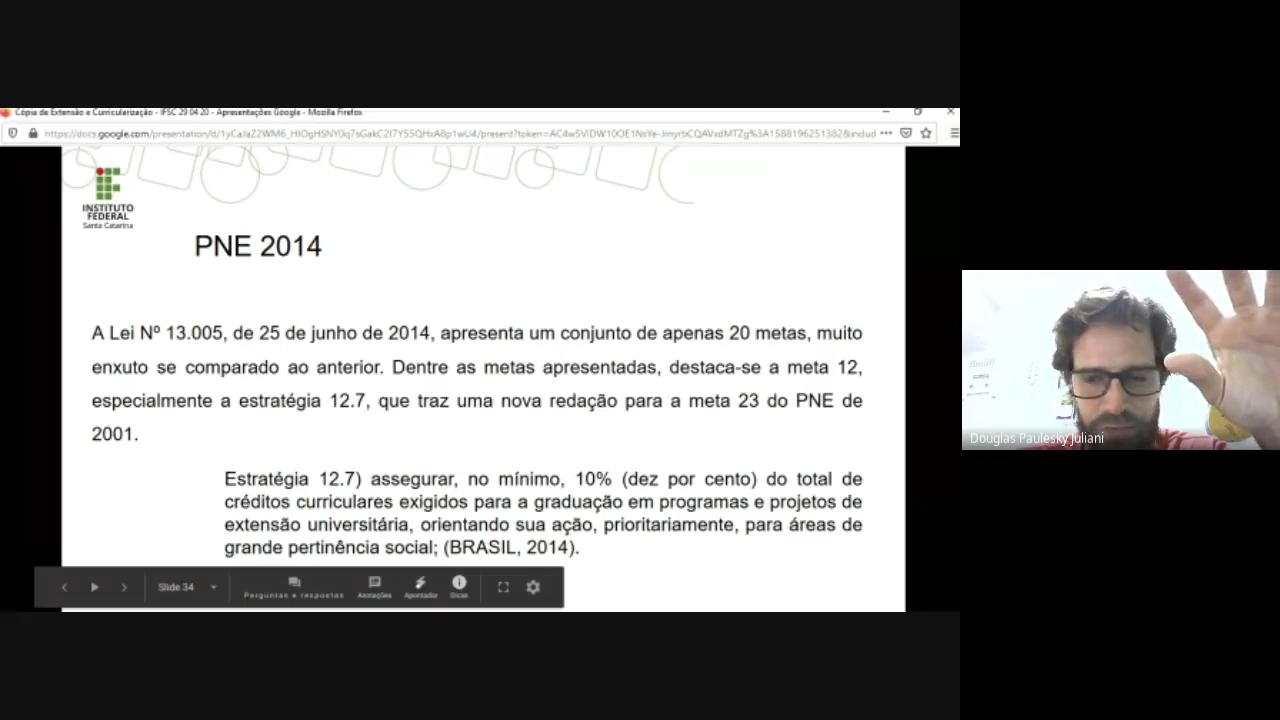 Cópia de Extensão e Curricularização - IFSC 29 04 20 - Apresentações Google - Mozilla Firefox
INSTITUTO
FEDERAL
Santa Catarina
PNE 2014
A Lei Nº 13.005, de 25 de junho de 2014, apresenta um conjunto de apenas 20 metas, muito
enxuto se comparado ao anterior. Dentre as metas apresentadas, destaca-se a meta 12,
especialmente a estratégia 12.7, que traz uma nova redação para a meta 23 do PNE de
2001.
Estratégia 12.7) assegurar, no mínimo, 10% (dez por cento) do total de
créditos curriculares exigidos para a graduação em programas e projetos de
extensão universitária, orientando sua ação, prioritariamente, para áreas de
grande pertinência social; (BRASIL, 2014).
Slide 34
Perguntas e respostas
Anotações
Apontador
Dicas
Douglas Paulesky Juliani